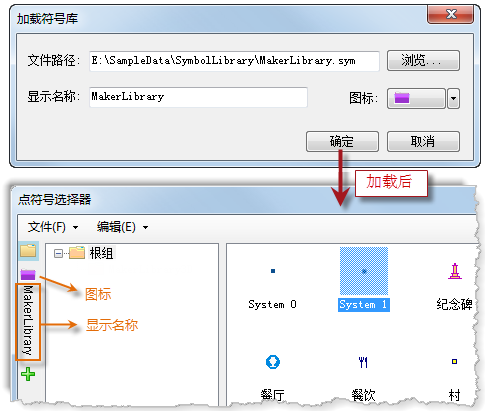 加载符号库
文件路径: E:\SampleData\SymbolLibrary\MakerLibrary.sym 浏览...
显示名称: MakerLibrary 图标:
确定 取消
加载后
点符号选择器
文件(F) 编辑(E)
根组
图标
MakerLibrary
显示名称
System 0 System 1 纪念碑
餐厅 餐饮 村